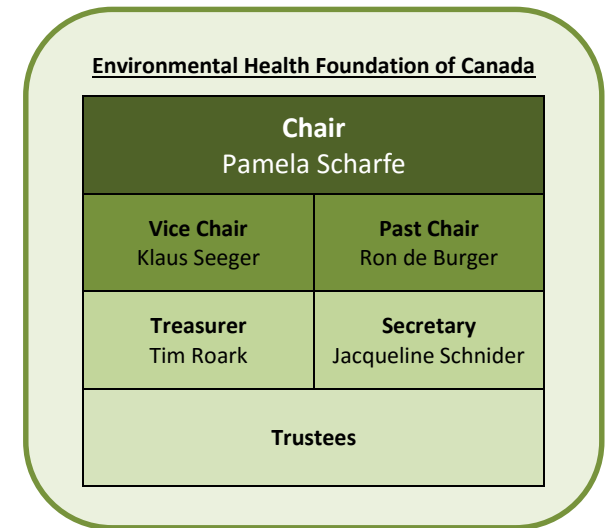 Environmental Health Foundation of Canada
Chair
Pamela Scharfe
Vice Chair
Klaus Seeger
Past Chair
Ron de Burger
Treasurer
Tim Roark
Secretary
Jacqueline Schnider
Trustees